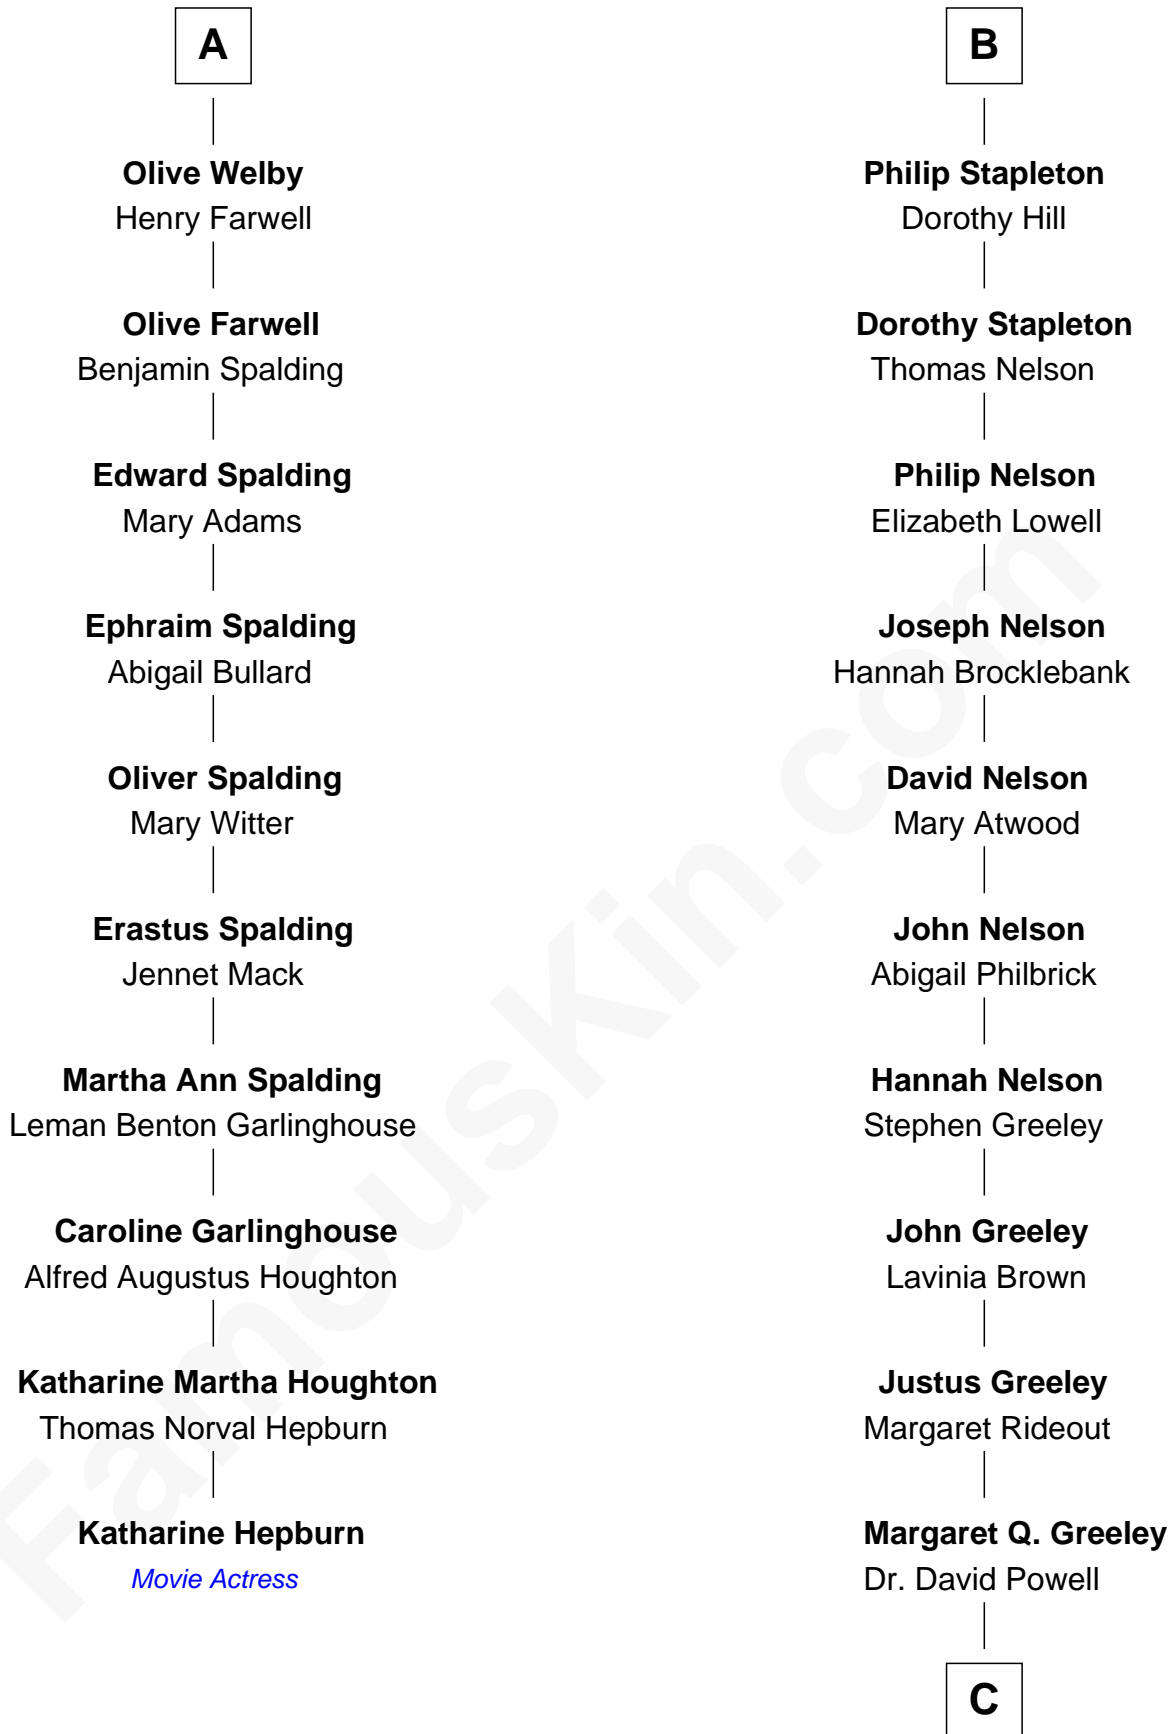 A
Olive Welby
Henry Farwell
Olive Farwell
Benjamin Spalding
Edward Spalding
Mary Adams
Ephraim Spalding
Abigail Bullard
Oliver Spalding
Mary Witter
Erastus Spalding
Jennet Mack
Martha Ann Spalding
Leman Benton Garlinghouse
Caroline Garlinghouse
Alfred Augustus Houghton
Katharine Martha Houghton
Thomas Norval Hepburn
Katharine Hepburn
Movie Actress
B
Philip Stapleton
Dorothy Hill
Dorothy Stapleton
Thomas Nelson
Philip Nelson
Elizabeth Lowell
Joseph Nelson
Hannah Brocklebank
David Nelson
Mary Atwood
John Nelson
Abigail Philbrick
Hannah Nelson
Stephen Greeley
John Greeley
Lavinia Brown
Justus Greeley
Margaret Rideout
Margaret Q. Greeley
Dr. David Powell
C
FamousKin.com